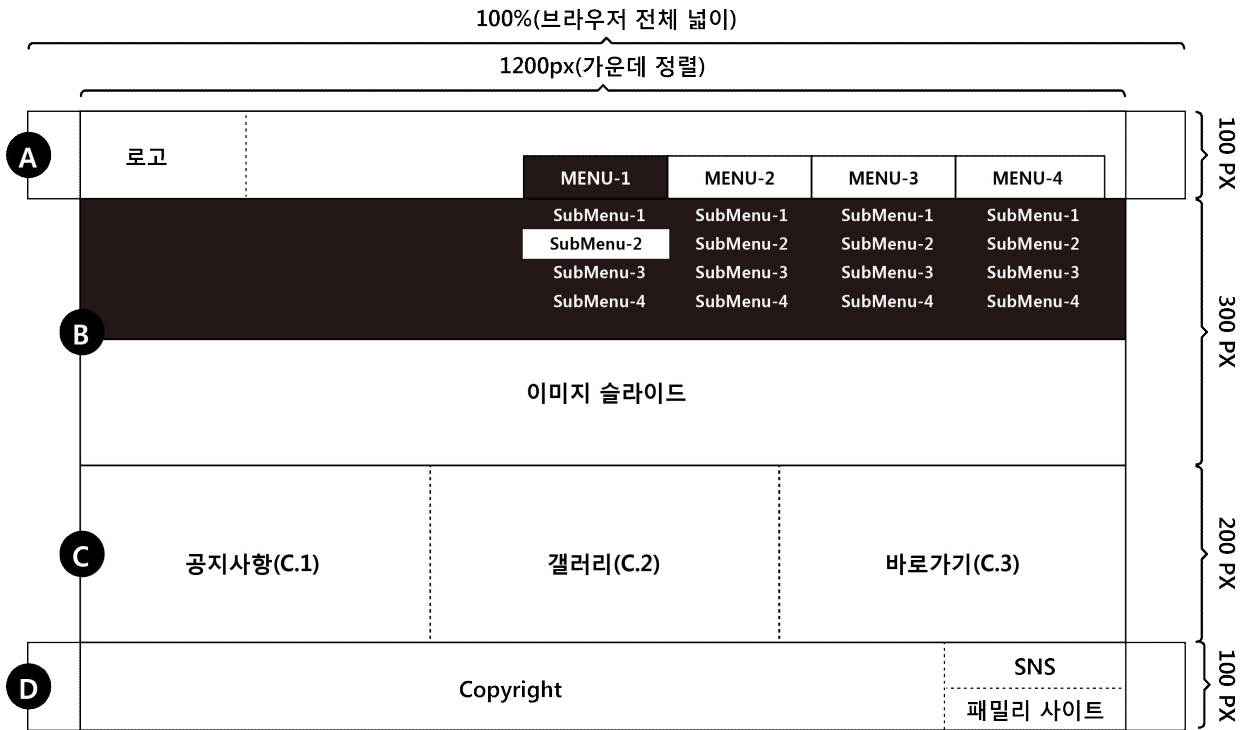 100%(브라우저 전체 넓이)
1200px(가운데 정렬)
A
로고
MENU-1 MENU-2 MENU-3 MENU-4
100 PX
SubMenu-1 SubMenu-1 SubMenu-1 SubMenu-1
SubMenu-2 SubMenu-2 SubMenu-2 SubMenu-2
SubMenu-3 SubMenu-3 SubMenu-3 SubMenu-3
SubMenu-4 SubMenu-4 SubMenu-4 SubMenu-4
B
300 PX
이미지 슬라이드
C
공지사항(C.1) 갤러리(C.2) 바로가기(C.3)
200 PX
D
Copyright
SNS
패밀리 사이트
100 PX